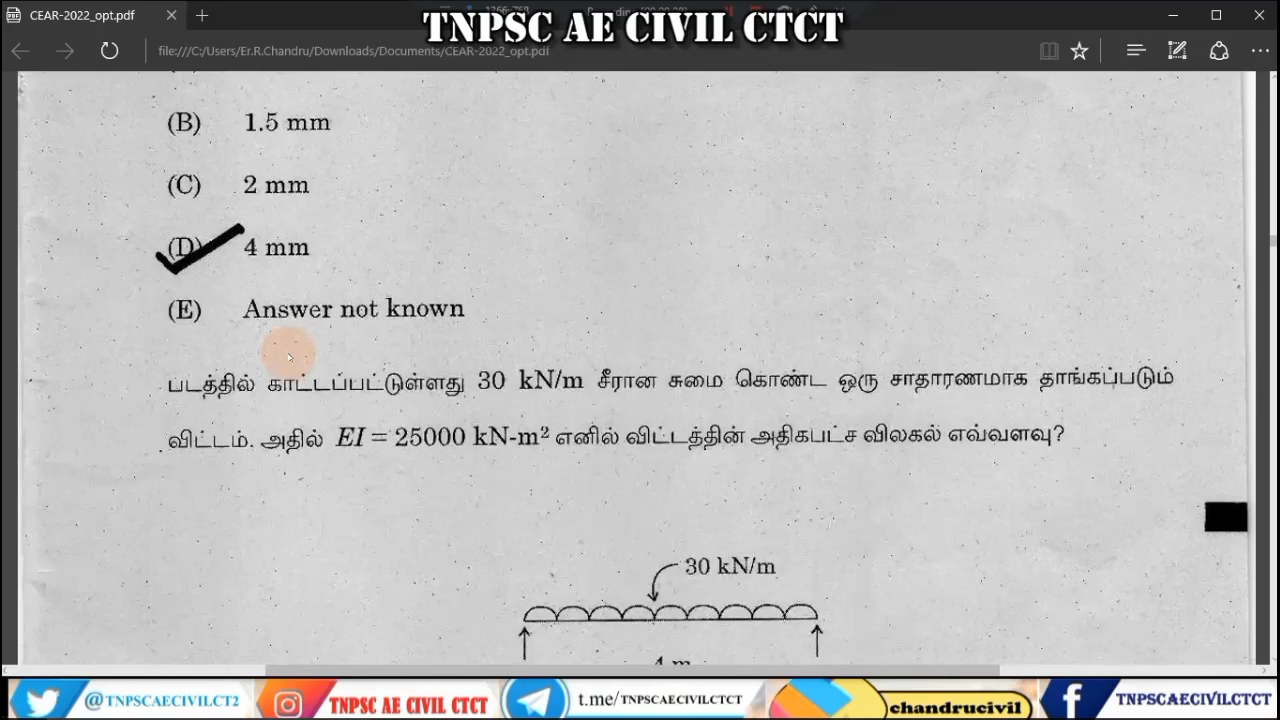 CEAR-2022_opt.pdf
TNPSC AE CIVIL CTCT
file:///C:/Users/Er.R.Chandru/Downloads/Documents/CEAR-2022_opt.pdf
(B) 1.5 mm
(C) 2 mm
(D) 4 mm
(E) Answer not known
படத்தில் காட்டப்பட்டுள்ளது 30 kN/m சீரான சுமை கொண்ட ஒரு சாதாரணமாக தாங்கப்படும்
விட்டம். அதில் EI = 25000 kN-m² எனில் விட்டத்தின் அதிகபட்ச விலகல் எவ்வளவு?
30 kN/m
4 m
@TNPSCAECIVILCT2 TNPSC AE CIVIL CTCT t.me/TNPSCAECIVILCTCT chandrucivil TNPSCAECIVILCTCT